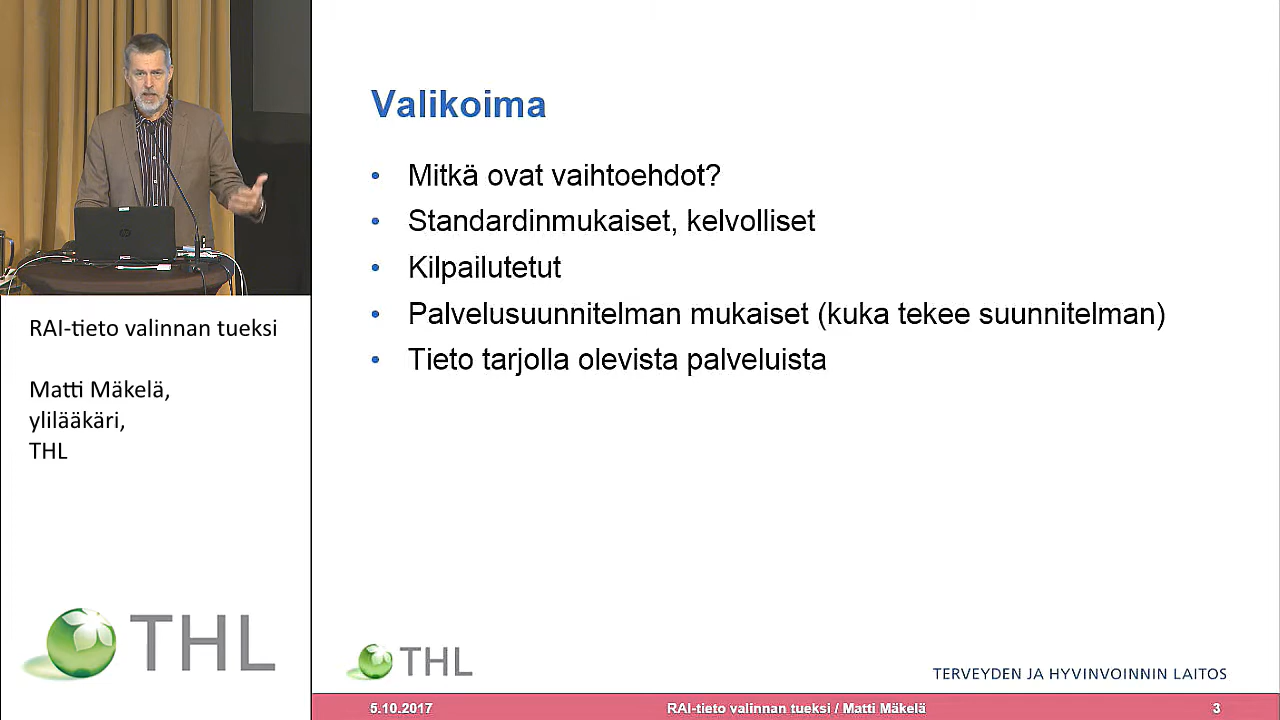 Valikoima
• Mitkä ovat vaihtoehdot?
• Standardinmukaiset, kelvolliset
• Kilpailutetut
• Palvelusuunnitelman mukaiset (kuka tekee suunnitelman)
• Tieto tarjolla olevista palveluista
RAI-tieto valinnan tueksi
Matti Mäkelä,
ylilääkäri,
THL
THL
THL
TERVEYDEN JA HYVINVOINNIN LAITOS
5.10.2017 RAI-tieto valinnan tueksi / Matti Mäkelä 3